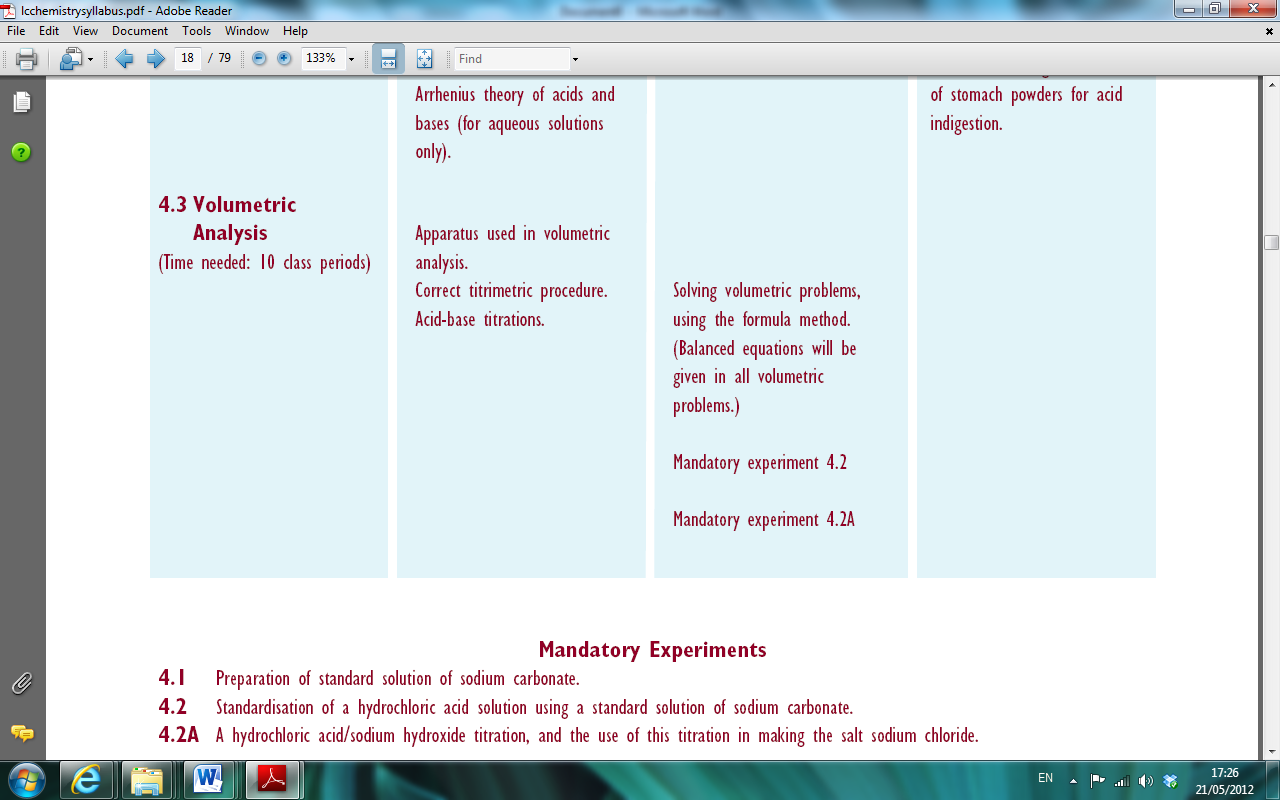 lcchemistrysyllabus.pdf - Adobe Reader
File Edit View Document Tools Window Help
18 / 79 133% Find
Arrhenius theory of acids and
bases (for aqueous solutions
only).
of stomach powders for acid
indigestion.
4.3 Volumetric
Analysis
(Time needed: 10 class periods)
Apparatus used in volumetric
analysis.
Correct titrimetric procedure.
Acid-base titrations.
Solving volumetric problems,
using the formula method.
(Balanced equations will be
given in all volumetric
problems.)
Mandatory experiment 4.2
Mandatory experiment 4.2A
Mandatory Experiments
4.1 Preparation of standard solution of sodium carbonate.
4.2 Standardisation of a hydrochloric acid solution using a standard solution of sodium carbonate.
4.2A A hydrochloric acid/sodium hydroxide titration, and the use of this titration in making the salt sodium chloride.
EN
17:26
21/05/2012